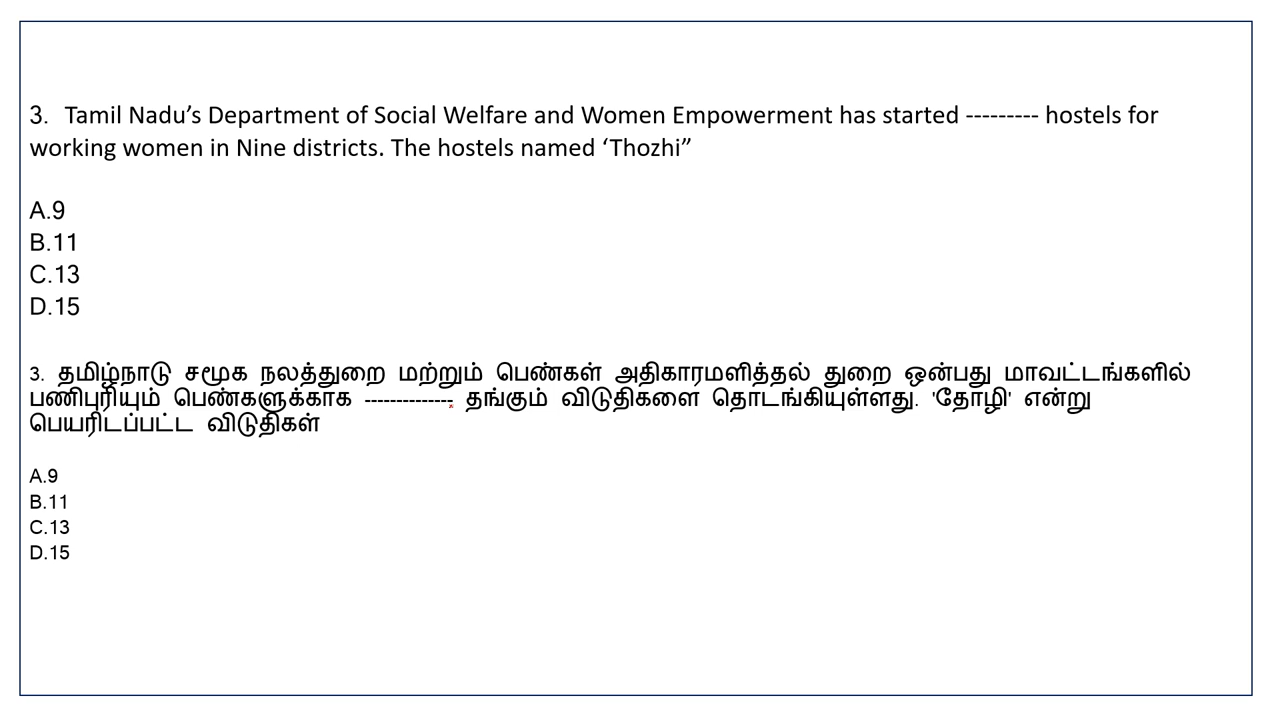 3. Tamil Nadu’s Department of Social Welfare and Women Empowerment has started --------- hostels for
working women in Nine districts. The hostels named ‘Thozhi”
A.9
B.11
C.13
D.15
3. தமிழ்நாடு சமூக நலத்துறை மற்றும் பெண்கள் அதிகாரமளித்தல் துறை ஒன்பது மாவட்டங்களில்
பணிபுரியும் பெண்களுக்காக -------------- தங்கும் விடுதிகளை தொடங்கியுள்ளது. 'தோழி' என்று
பெயரிடப்பட்ட விடுதிகள்
A.9
B.11
C.13
D.15